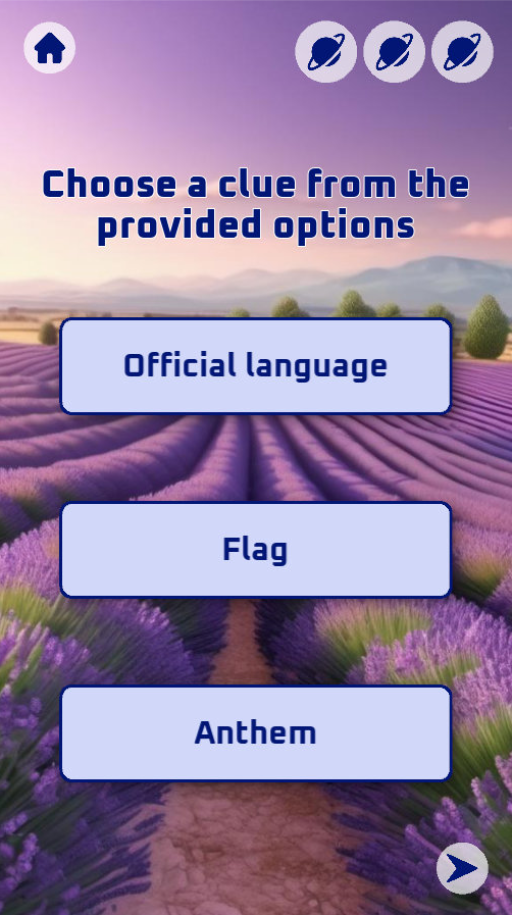 Choose a clue from the
provided options
Official language
Flag
Anthem